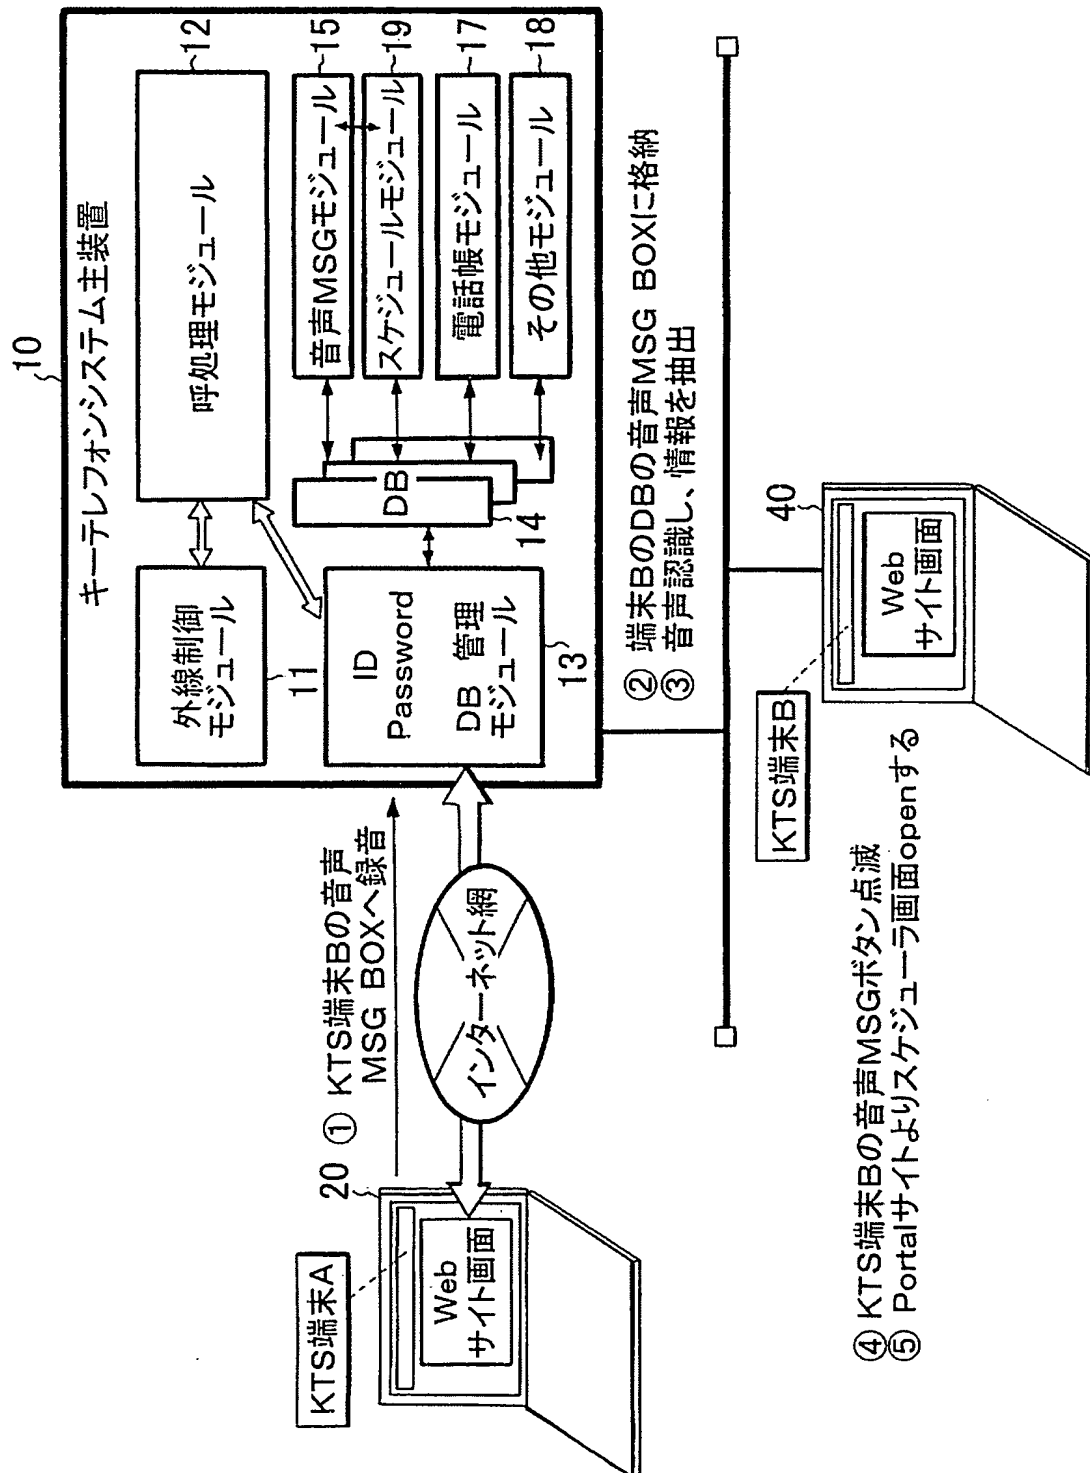 10
キーテレフォンシステム主装置
外線制御
モジュール
11
呼処理モジュール
12
ID
Password
DB 管理
モジュール
13
DB
14
音声MSGモジュール
15
スケジュールモジュール
19
電話帳モジュール
17
その他モジュール
18
① KTS端末Bの音声
MSG BOXへ録音
インターネット網
20
KTS端末A
Web
サイト画面
② 端末BのDBの音声MSG BOXに格納
③ 音声認識し、情報を抽出
40
KTS端末B
Web
サイト画面
④ KTS端末Bの音声MSGボタン点滅
⑤ Portalサイトよりスケジューラ画面openする